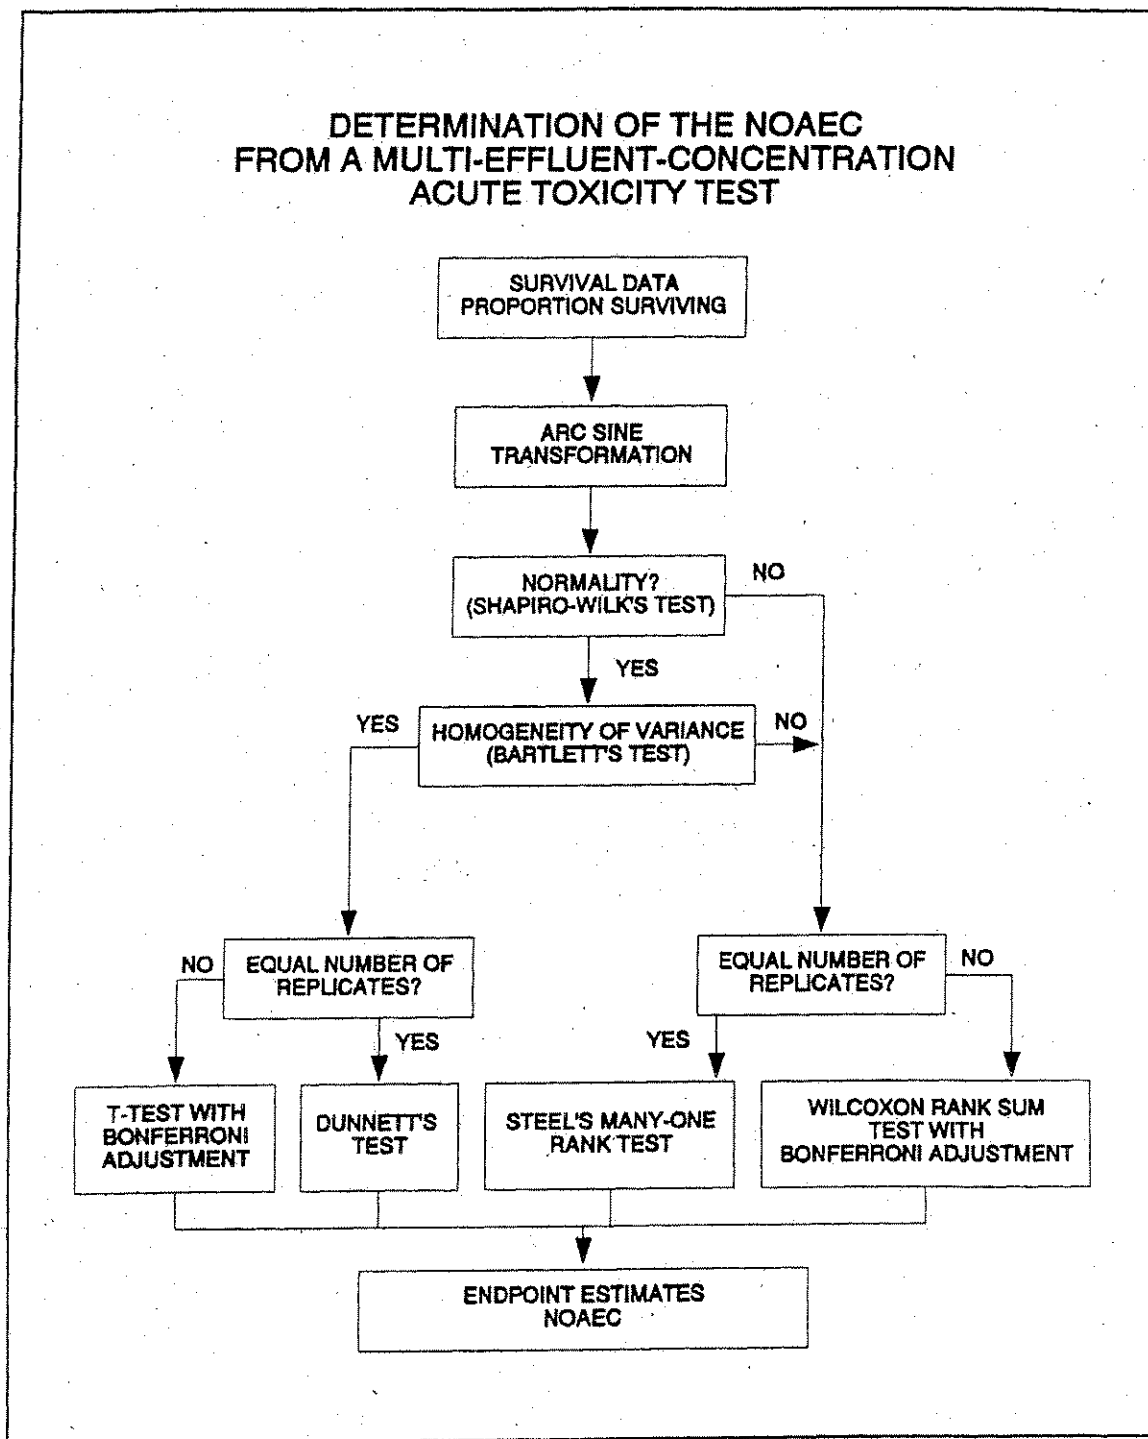 DETERMINATION OF THE NOAEC
FROM A MULTI-EFFLUENT-CONCENTRATION
ACUTE TOXICITY TEST
SURVIVAL DATA
PROPORTION SURVIVING
ARC SINE
TRANSFORMATION
NORMALITY?
(SHAPIRO-WILK'S TEST)
NO
YES
YES
HOMOGENEITY OF VARIANCE
(BARTLETT'S TEST)
NO
NO
EQUAL NUMBER OF
REPLICATES?
YES
EQUAL NUMBER OF
REPLICATES?
NO
YES
T-TEST WITH
BONFERRONI
ADJUSTMENT
DUNNETT'S
TEST
STEEL'S MANY-ONE
RANK TEST
WILCOXON RANK SUM
TEST WITH
BONFERRONI ADJUSTMENT
ENDPOINT ESTIMATES
NOAEC